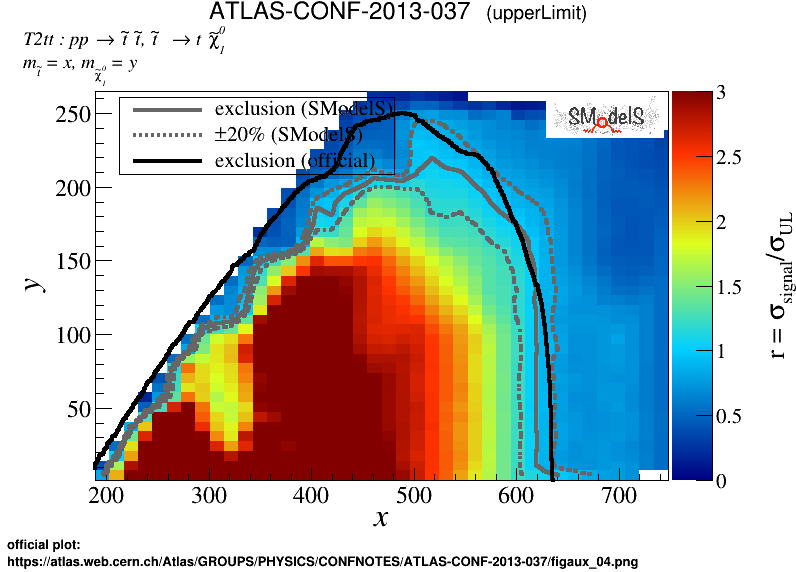 ATLAS-CONF-2013-037 (upperLimit)
T2tt : pp → t̃ t̃, t̃ → t χ̃⁰₁
m_t̃ = x, m_χ̃⁰₁ = y
exclusion (SModelS)
±20% (SModelS)
exclusion (official)
SModelS
250
200
150
100
50
y
200 300 400 500 600 700
x
3
2.5
2
1.5
1
0.5
0
r = σ_signal/σ_UL
official plot:
https://atlas.web.cern.ch/Atlas/GROUPS/PHYSICS/CONFNOTES/ATLAS-CONF-2013-037/figaux_04.png